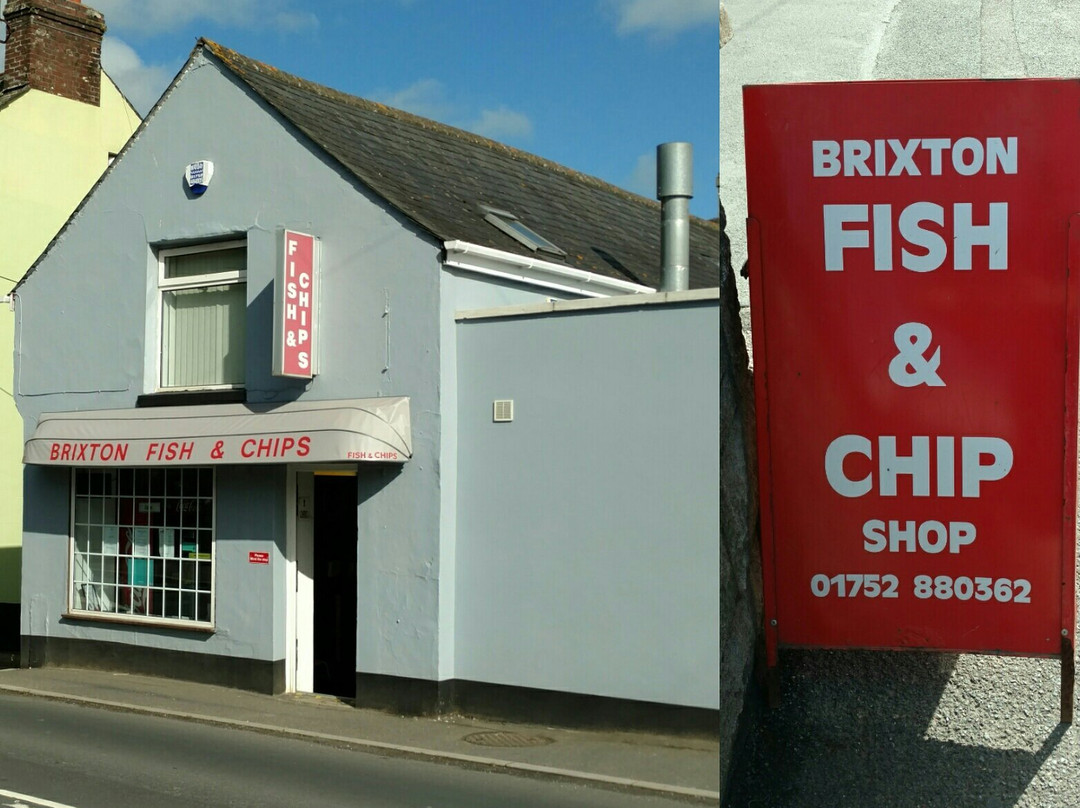 FISH &
CHIPS
BRIXTON FISH & CHIPS
FISH & CHIPS
BRIXTON
FISH
&
CHIP
SHOP
01752 880362